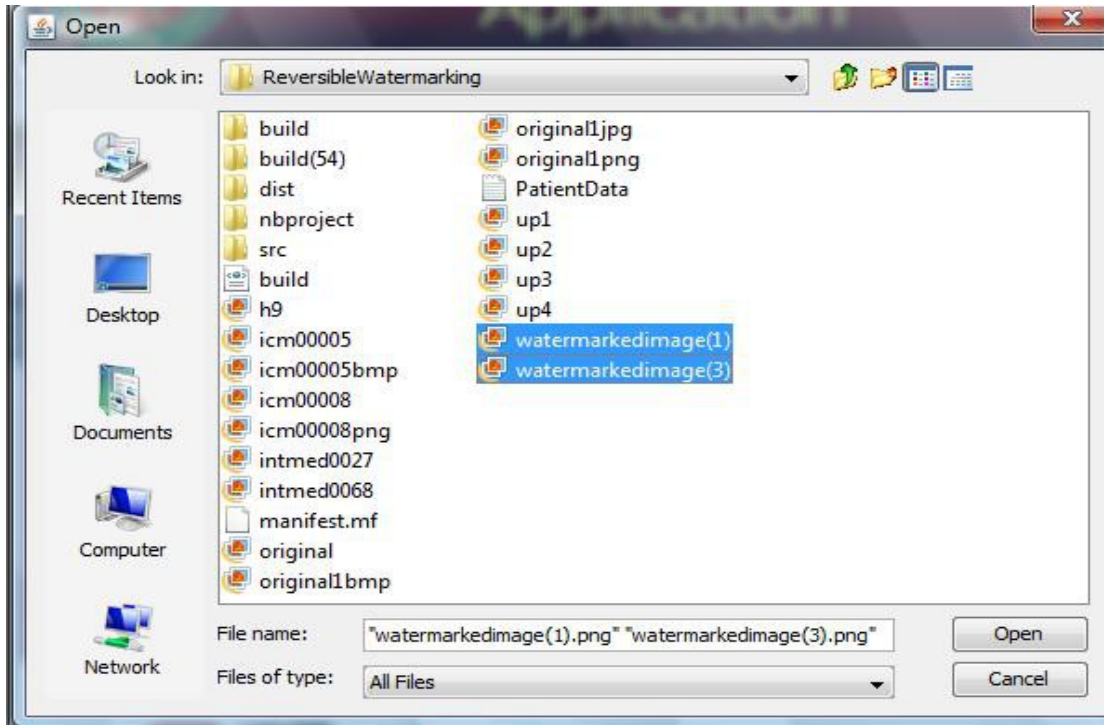 Application
Open
Look in: ReversibleWatermarking
Recent Items
Desktop
Documents
Computer
Network
build
build(54)
dist
nbproject
src
build
h9
icm00005
icm00005bmp
icm00008
icm00008png
intmed0027
intmed0068
manifest.mf
original
original1bmp
original1jpg
original1png
PatientData
up1
up2
up3
up4
watermarkedimage(1)
watermarkedimage(3)
File name: "watermarkedimage(1).png" "watermarkedimage(3).png" Open
Files of type: All Files Cancel